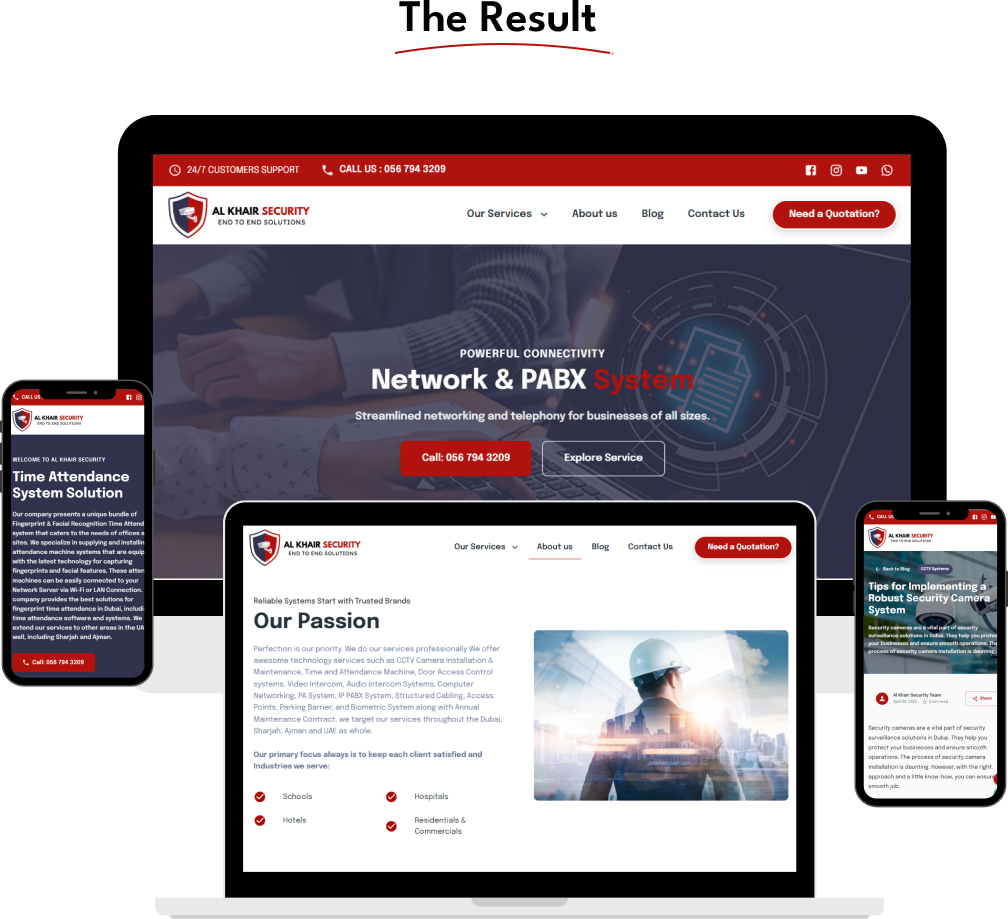 The Result
24/7 CUSTOMERS SUPPORT
CALL US : 056 794 3209
AL KHAIR SECURITY
END TO END SOLUTIONS
Our Services
About us
Blog
Contact Us
Need a Quotation?
POWERFUL CONNECTIVITY
Network & PABX System
Streamlined networking and telephony for businesses of all sizes.
Call: 056 794 3209
Explore Service
CALL US
AL KHAIR SECURITY
END TO END SOLUTIONS
WELCOME TO AL KHAIR SECURITY
Time Attendance
System Solution
Our company presents a unique bundle of
Fingerprint & Facial Recognition Time Attend
system that caters to the needs of offices a
sites. We specialize in supplying and installin
attendance machine systems that are equip
with the latest technology for capturing
fingerprints and facial features. These atten
machines can be easily connected to your
Network Server via Wi-Fi or LAN Connection.
company provides the best solutions for
fingerprint time attendance in Dubai, includi
time attendance software and systems. We
extend our services to other areas in the UA
well, including Sharjah and Ajman.
Call: 056 794 3209
AL KHAIR SECURITY
END TO END SOLUTIONS
Our Services
About us
Blog
Contact Us
Need a Quotation?
Reliable Systems Start with Trusted Brands
Our Passion
Perfection is our priority. We do our services professionally We offer
awesome technology services such as CCTV Camera Installation &
Maintenance, Time and Attendance Machine, Door Access Control
systems, Video Intercom, Audio Intercom Systems, Computer
Networking, PA System, IP PABX System, Structured Cabling, Access
Points, Parking Barrier, and Biometric System along with Annual
Maintenance Contract. we target our services throughout the Dubai,
Sharjah, Ajman and UAE as whole.
Our primary focus always is to keep each client satisfied and
Industries we serve:
Schools
Hospitals
Hotels
Residentials &
Commercials
CALL US
AL KHAIR SECURITY
END TO END SOLUTIONS
Back to Blog
CCTV Systems
Tips for Implementing a
Robust Security Camera
System
Security cameras are a vital part of security
surveillance solutions in Dubai. They help you protec
your businesses and ensure smooth operations. The
process of security camera installation is daunting.
Al Khair Security Team
5 min read
Share
Security cameras are a vital part of security
surveillance solutions in Dubai. They help you
protect your businesses and ensure smooth
operations. The process of security camera
installation is daunting. However, with the right
approach and a little know-how, you can ensure
smooth job.